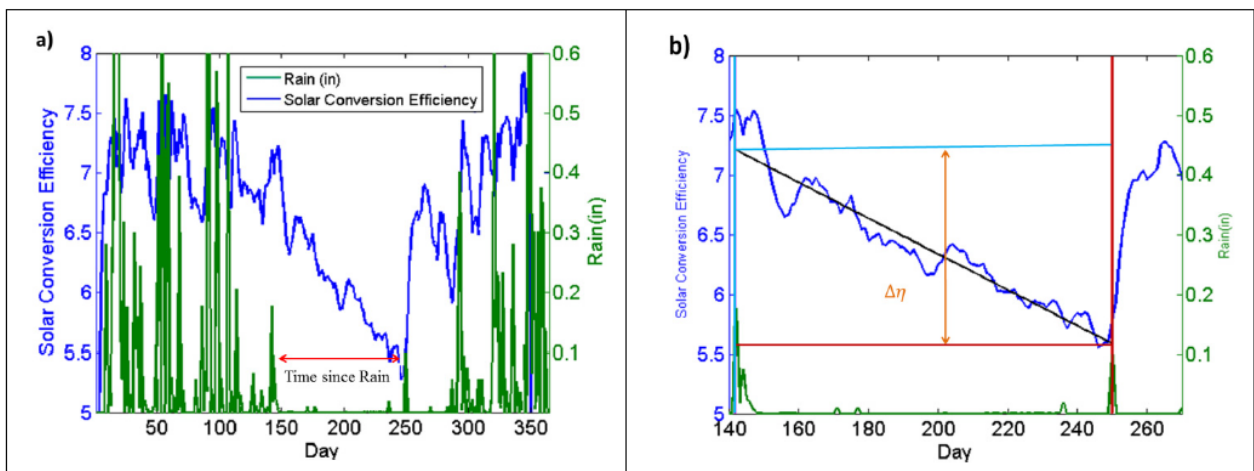 a)
8
7.5
7
6.5
6
5.5
5
Solar Conversion Efficiency
Rain (in)
Solar Conversion Efficiency
Time since Rain
0.6
0.5
0.4
0.3
0.2
0.1
Rain(in)
50 100 150 200 250 300 350
Day
b)
8
7.5
7
6.5
6
5.5
5
Solar Conversion Efficiency
Δη
0.6
0.5
0.4
0.3
0.2
0.1
Rain(in)
140 160 180 200 220 240 260
Day